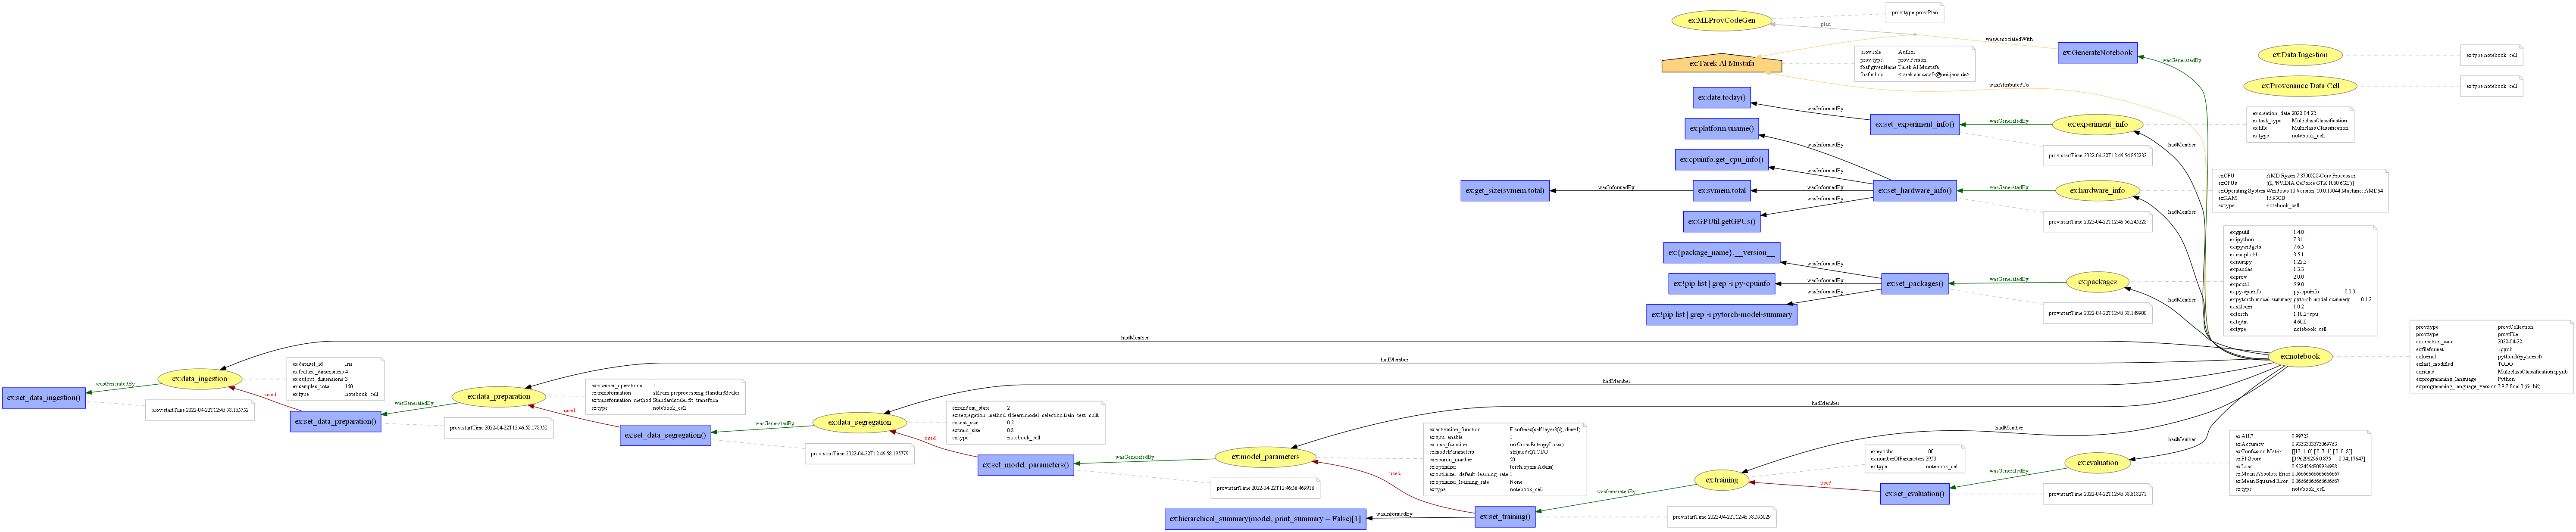 ex:MLProvCodeGen
prov:type prov:Plan
plan
wasAssociatedWith
ex:GenerateNotebook
ex:Tarek Al Mustafa
prov:role Author
prov:type prov:Person
foaf:givenName Tarek Al Mustafa
foaf:mbox <tarek.almustafa@uni-jena.de>
wasGeneratedBy
wasAttributedTo
ex:Data Ingestion
ex:type notebook_cell
ex:Provenance Data Cell
ex:type notebook_cell
ex:date.today()
wasInformedBy
ex:set_experiment_info()
wasGeneratedBy
ex:experiment_info
ex:creation_date 2022-04-22
ex:task_type MulticlassClassification
ex:title Multiclass Classification
ex:type notebook_cell
prov:startTime 2022-04-22T12:46:54.852232
hadMember
ex:platform.uname()
wasInformedBy
ex:cpuinfo.get_cpu_info()
wasInformedBy
ex:get_size(svmem.total)
wasInformedBy
ex:svmem.total
wasInformedBy
ex:GPUtil.getGPUs()
wasInformedBy
ex:set_hardware_info()
wasGeneratedBy
ex:hardware_info
ex:CPU AMD Ryzen 7 3700X 8-Core Processor
ex:GPUs [(0, 'NVIDIA GeForce GTX 1060 6GB')]
ex:Operating System Windows 10 Version: 10.0.19044 Machine: AMD64
ex:RAM 15.95GB
ex:type notebook_cell
prov:startTime 2022-04-22T12:46:56.245328
hadMember
ex:{package_name}.__version__
wasInformedBy
ex:!pip list | grep -i py-cpuinfo
wasInformedBy
ex:!pip list | grep -i pytorch-model-summary
wasInformedBy
ex:set_packages()
wasGeneratedBy
ex:packages
ex:gputil 1.4.0
ex:ipython 7.31.1
ex:ipywidgets 7.6.5
ex:matplotlib 3.5.1
ex:numpy 1.22.2
ex:pandas 1.3.3
ex:prov 2.0.0
ex:psutil 5.9.0
ex:py-cpuinfo py-cpuinfo 8.0.0
ex:pytorch-model-summary pytorch-model-summary 0.1.2
ex:sklearn 1.0.2
ex:torch 1.10.2+cpu
ex:tqdm 4.60.0
ex:type notebook_cell
prov:startTime 2022-04-22T12:46:58.149900
hadMember
ex:notebook
prov:type prov:Collection
prov:type prov:File
ex:creation_date 2022-04-22
ex:fileformat .ipynb
ex:kernel python3(ipykernel)
ex:last_modified TODO
ex:name MulticlassClassification.ipynb
ex:programming_language Python
ex:programming_language_version 3.9.7.final.0 (64 bit)
hadMember
ex:data_ingestion
ex:dataset_id Iris
ex:feature_dimensions 4
ex:output_dimensions 3
ex:samples_total 150
ex:type notebook_cell
wasGeneratedBy
ex:set_data_ingestion()
prov:startTime 2022-04-22T12:46:58.165752
used
hadMember
ex:data_preparation
ex:number_operations 1
ex:transformation sklearn.preprocessing.StandardScaler
ex:transformation_method Standardscaler.fit_transform
ex:type notebook_cell
wasGeneratedBy
ex:set_data_preparation()
prov:startTime 2022-04-22T12:46:58.178958
used
hadMember
ex:data_segregation
ex:random_state 2
ex:segregation_method sklearn.model_selection.train_test_split
ex:test_size 0.2
ex:train_size 0.8
ex:type notebook_cell
wasGeneratedBy
ex:set_data_segregation()
prov:startTime 2022-04-22T12:46:58.195779
used
hadMember
ex:model_parameters
ex:activation_function F.softmax(self.layer3(x), dim=1)
ex:gpu_enable 1
ex:loss_function nn.CrossEntropyLoss()
ex:modelParameters str(model)TODO
ex:neuron_number 50
ex:optimizer torch.optim.Adam(
ex:optimizer_default_learning_rate 1
ex:optimizer_learning_rate None
ex:type notebook_cell
wasGeneratedBy
ex:set_model_parameters()
prov:startTime 2022-04-22T12:46:58.469918
used
hadMember
ex:training
ex:epochs 100
ex:numberOfParameters 2953
ex:type notebook_cell
wasGeneratedBy
ex:set_training()
wasInformedBy
ex:hierarchical_summary(model, print_summary = False)[1]
prov:startTime 2022-04-22T12:46:58.595029
used
hadMember
ex:evaluation
ex:AUC 0.99722
ex:Accuracy 0.9333333373069763
ex:Confusion Matrix [[13 1 0] [ 0 7 1] [ 0 0 8]]
ex:F1 Score [0.96296296 0.875 0.94117647]
ex:Loss 0.6224564909934998
ex:Mean Absolute Error 0.06666666666666667
ex:Mean Squared Error 0.06666666666666667
ex:type notebook_cell
wasGeneratedBy
ex:set_evaluation()
prov:startTime 2022-04-22T12:46:58.818271